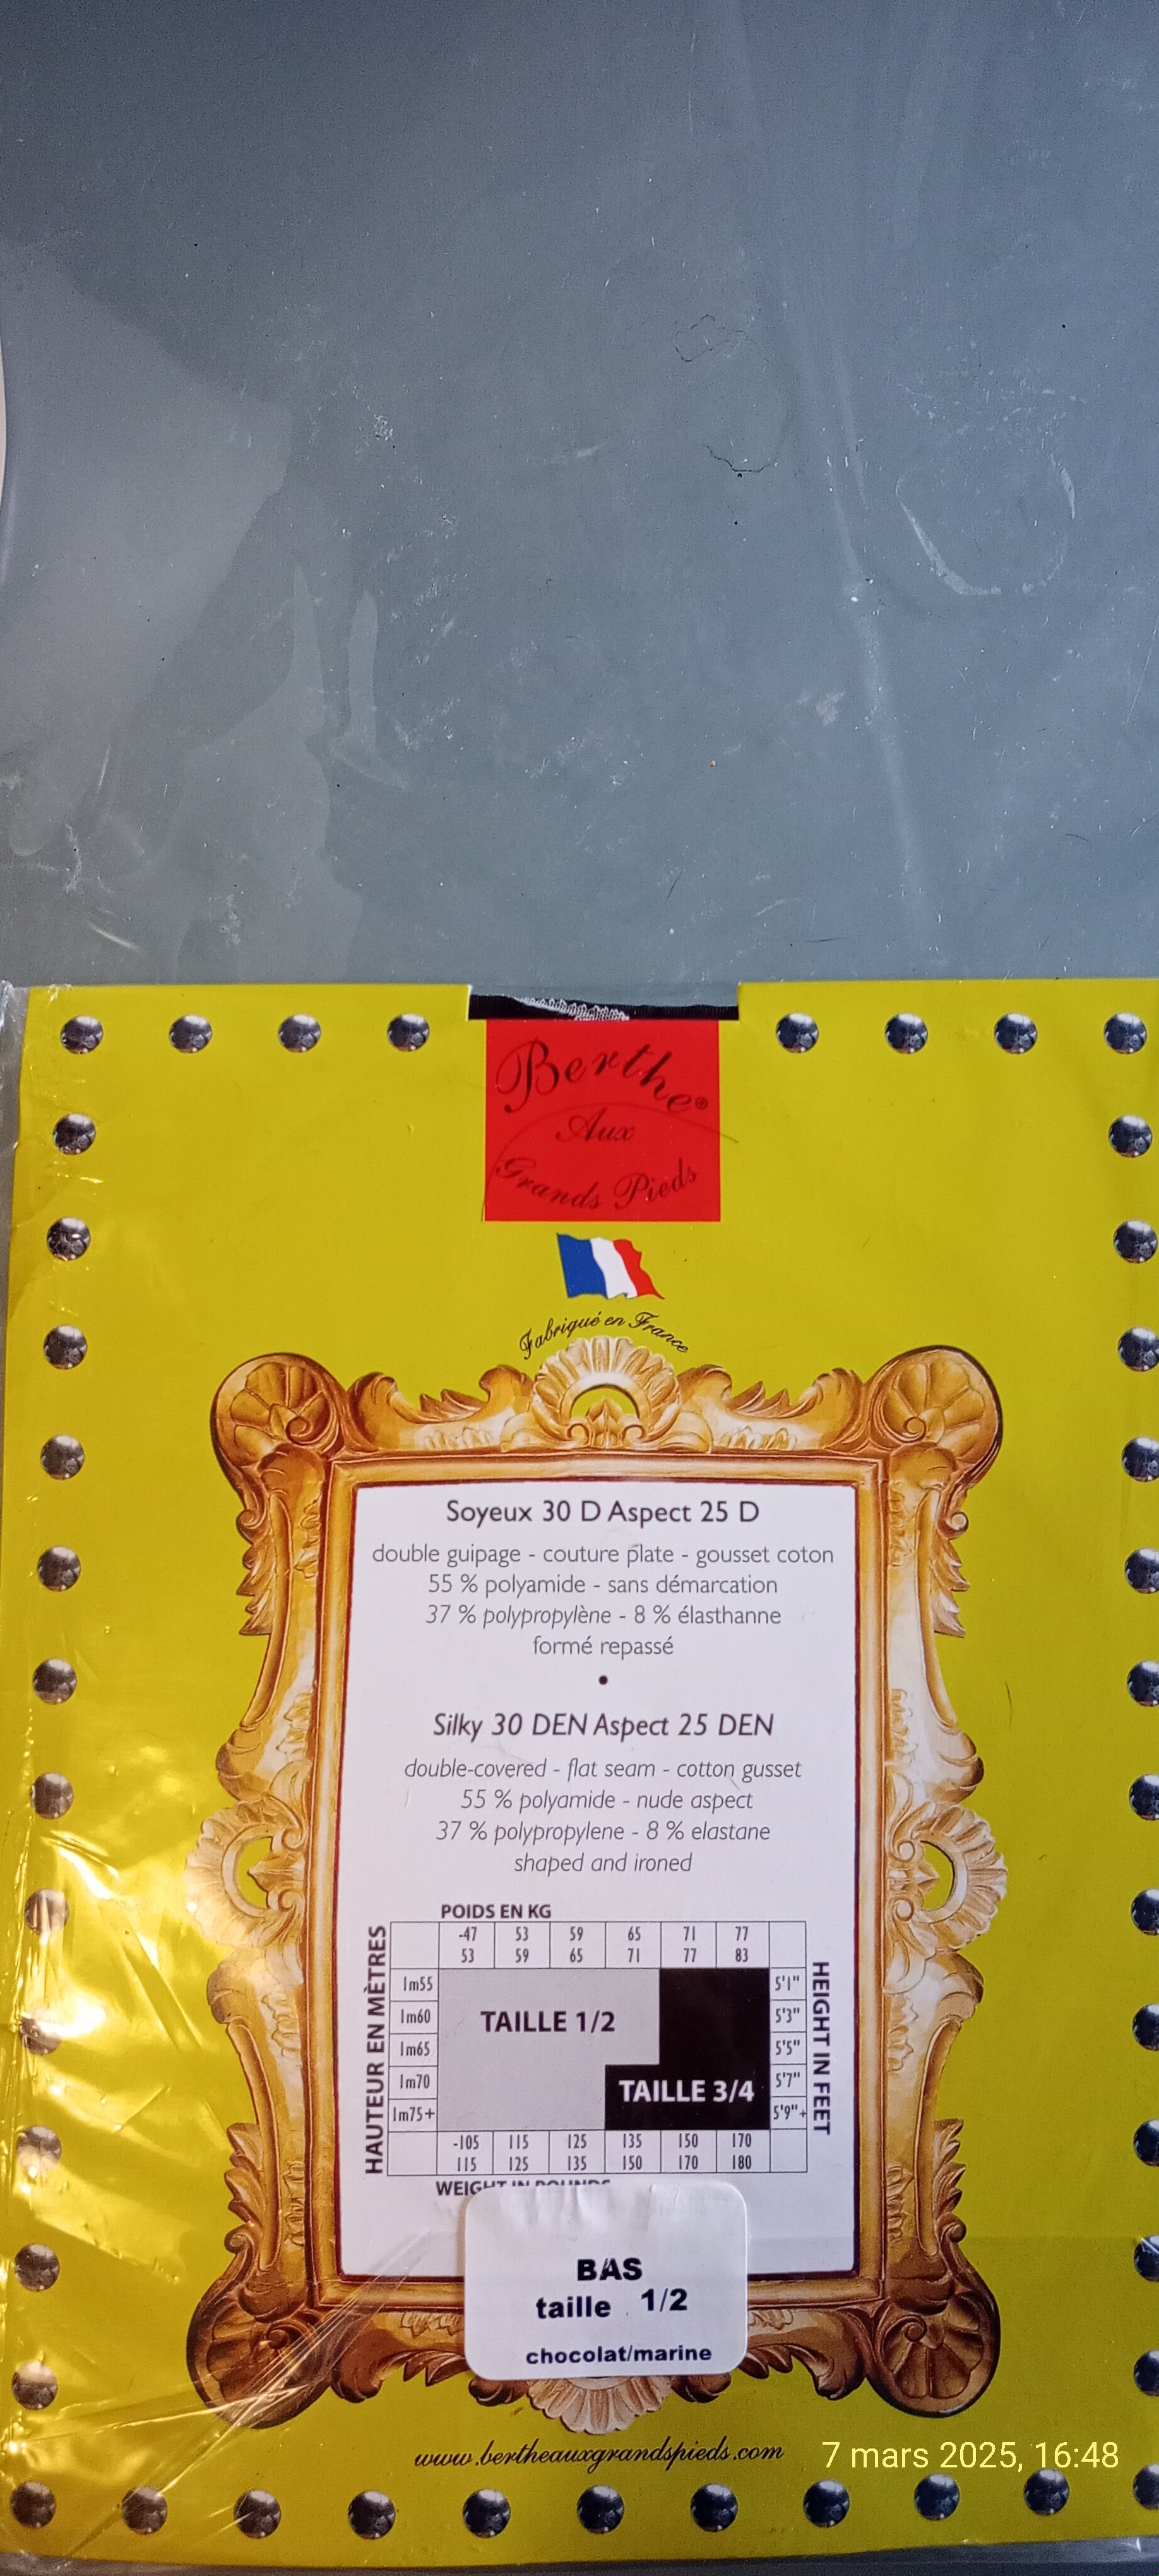 Berthe®
Aux
Grands Pieds
Fabriqué en France
Soyeux 30 D Aspect 25 D
double guipage - couture plate - gousset coton
55 % polyamide - sans démarcation
37 % polypropylène - 8 % élasthanne
formé repassé
•
Silky 30 DEN Aspect 25 DEN
double-covered - flat seam - cotton gusset
55 % polyamide - nude aspect
37 % polypropylene - 8 % elastane
shaped and ironed
POIDS EN KG
-47 53 59 65 71 77
53 59 65 71 77 83
HAUTEUR EN MÈTRES
1m55 5'1"
1m60 TAILLE 1/2 5'3"
1m65 5'5"
1m70 TAILLE 3/4 5'7"
1m75+ 5'9"+
HEIGHT IN FEET
-105 115 125 135 150 170
115 125 135 150 170 180
WEIGHT IN POUNDS
BAS
taille 1/2
chocolat/marine
www.bertheauxgrandspieds.com
7 mars 2025, 16:48